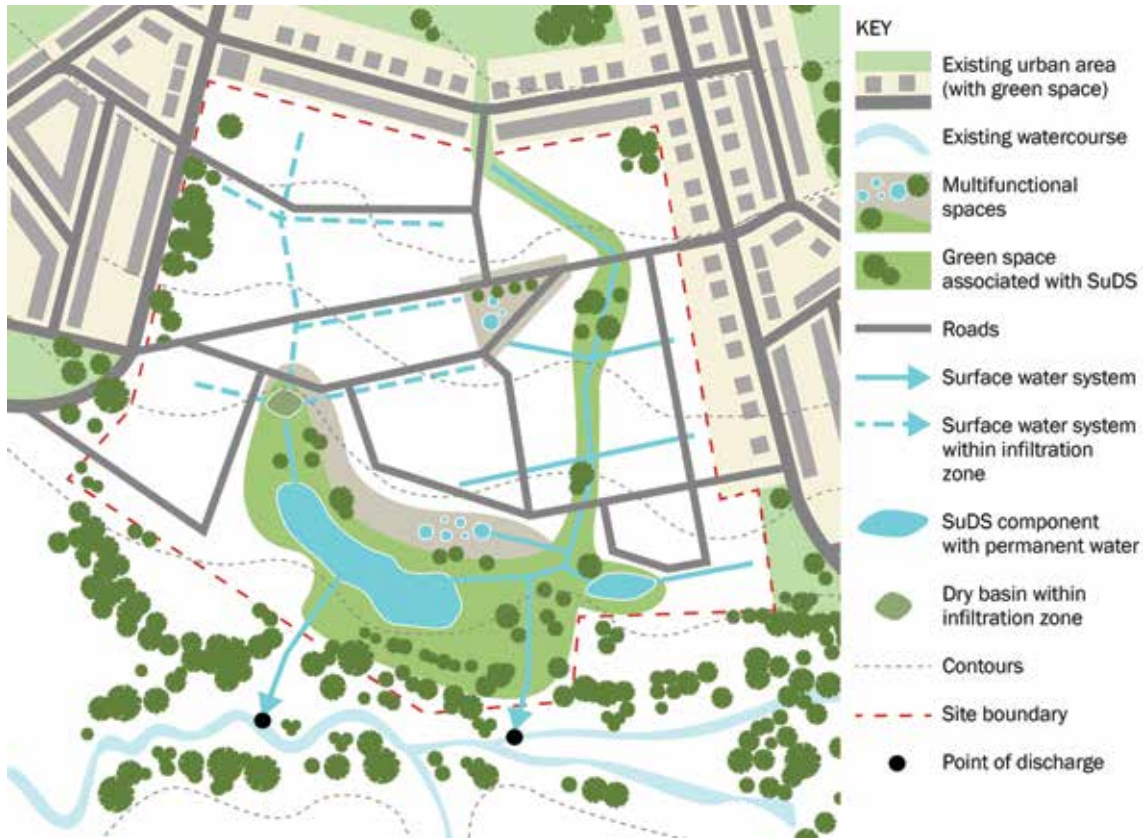 KEY
Existing urban area
(with green space)
Existing watercourse
Multifunctional
spaces
Green space
associated with SuDS
Roads
Surface water system
Surface water system
within infiltration
zone
SuDS component
with permanent water
Dry basin within
infiltration zone
Contours
Site boundary
Point of discharge